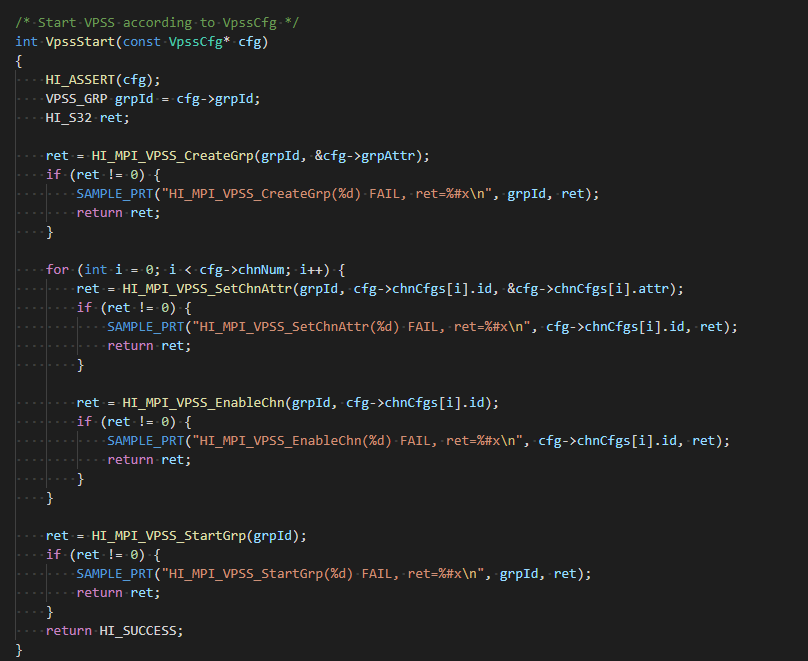 /* Start VPSS according to VpssCfg */
int VpssStart(const VpssCfg* cfg)
{
    HI_ASSERT(cfg);
    VPSS_GRP grpId = cfg->grpId;
    HI_S32 ret;

    ret = HI_MPI_VPSS_CreateGrp(grpId, &cfg->grpAttr);
    if (ret != 0) {
        SAMPLE_PRT("HI_MPI_VPSS_CreateGrp(%d) FAIL, ret=%#x\n", grpId, ret);
        return ret;
    }

    for (int i = 0; i < cfg->chnNum; i++) {
        ret = HI_MPI_VPSS_SetChnAttr(grpId, cfg->chnCfgs[i].id, &cfg->chnCfgs[i].attr);
        if (ret != 0) {
            SAMPLE_PRT("HI_MPI_VPSS_SetChnAttr(%d) FAIL, ret=%#x\n", cfg->chnCfgs[i].id, ret);
            return ret;
        }

        ret = HI_MPI_VPSS_EnableChn(grpId, cfg->chnCfgs[i].id);
        if (ret != 0) {
            SAMPLE_PRT("HI_MPI_VPSS_EnableChn(%d) FAIL, ret=%#x\n", cfg->chnCfgs[i].id, ret);
            return ret;
        }
    }

    ret = HI_MPI_VPSS_StartGrp(grpId);
    if (ret != 0) {
        SAMPLE_PRT("HI_MPI_VPSS_StartGrp(%d) FAIL, ret=%#x\n", grpId, ret);
        return ret;
    }
    return HI_SUCCESS;
}